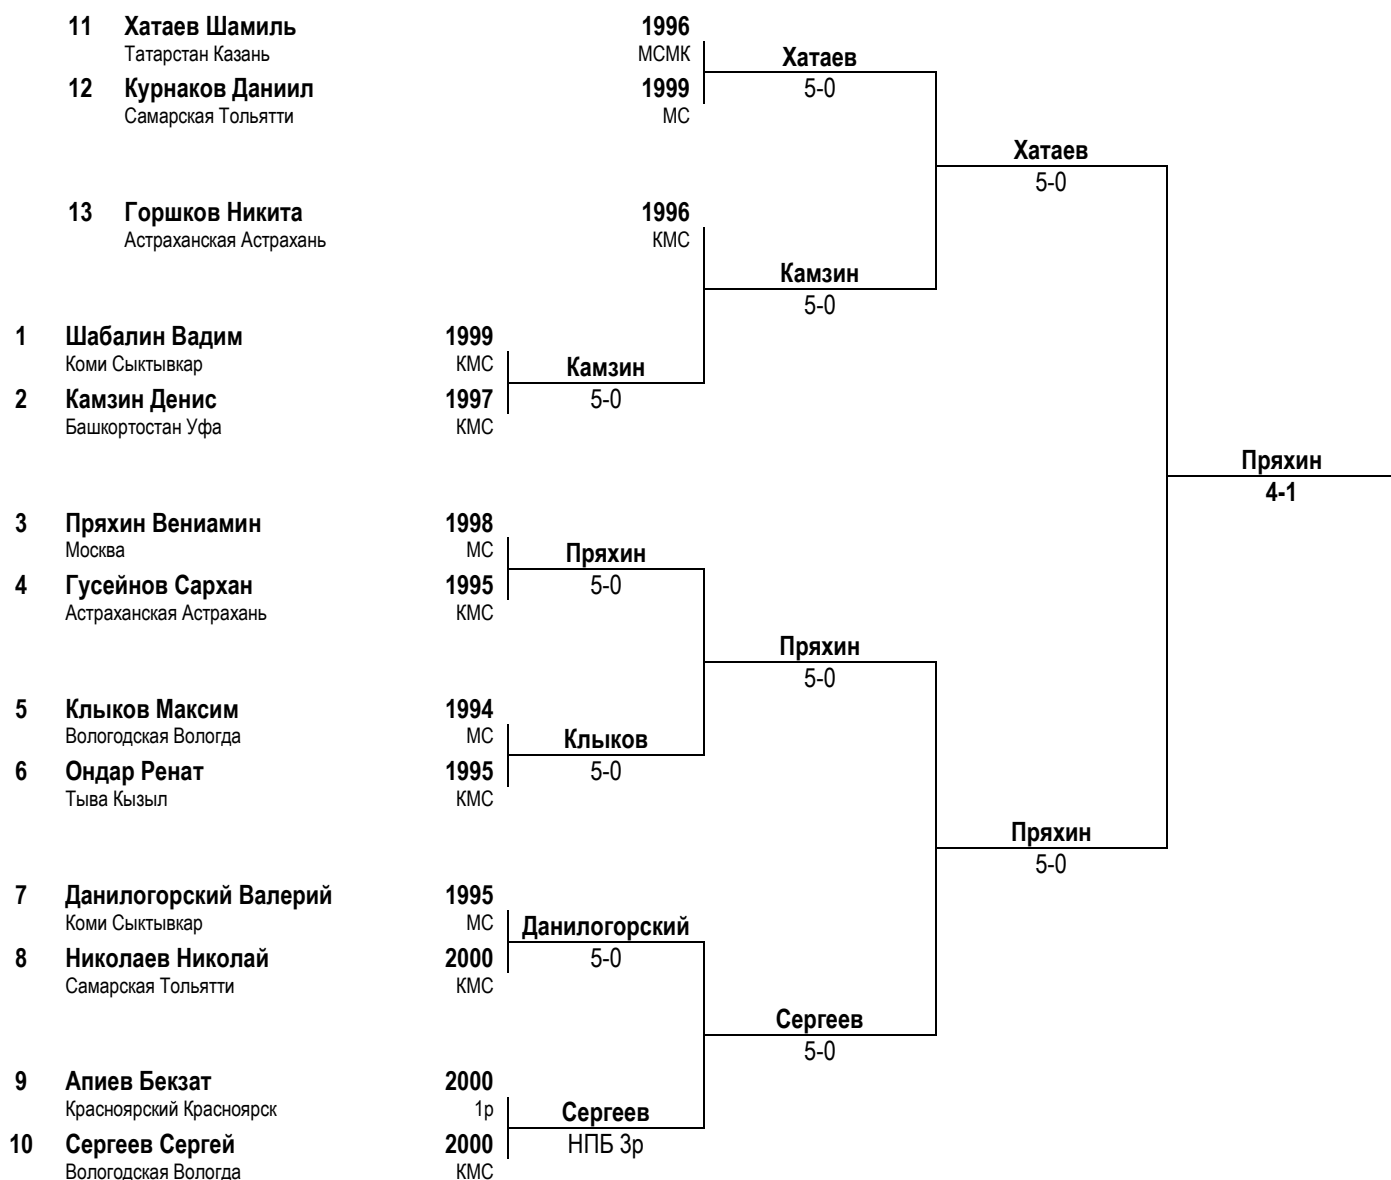 11 Хатаев Шамиль 1996
Татарстан Казань МСМК
Хатаев
12 Курнаков Даниил 1999
5-0
Самарская Тольятти МС
Хатаев
5-0
13 Горшков Никита 1996
Астраханская Астрахань КМС
Камзин
5-0
1 Шабалин Вадим 1999
Коми Сыктывкар КМС
Камзин
2 Камзин Денис 1997
5-0
Башкортостан Уфа КМС
Пряхин
4-1
3 Пряхин Вениамин 1998
Москва МС
Пряхин
4 Гусейнов Сархан 1995
5-0
Астраханская Астрахань КМС
Пряхин
5-0
5 Клыков Максим 1994
Вологодская Вологда МС
Клыков
6 Ондар Ренат 1995
5-0
Тыва Кызыл КМС
Пряхин
5-0
7 Данилогорский Валерий 1995
Коми Сыктывкар МС
Данилогорский
8 Николаев Николай 2000
5-0
Самарская Тольятти КМС
Сергеев
5-0
9 Апиев Бекзат 2000
Красноярский Красноярск 1р
Сергеев
10 Сергеев Сергей 2000
НПБ 3р
Вологодская Вологда КМС